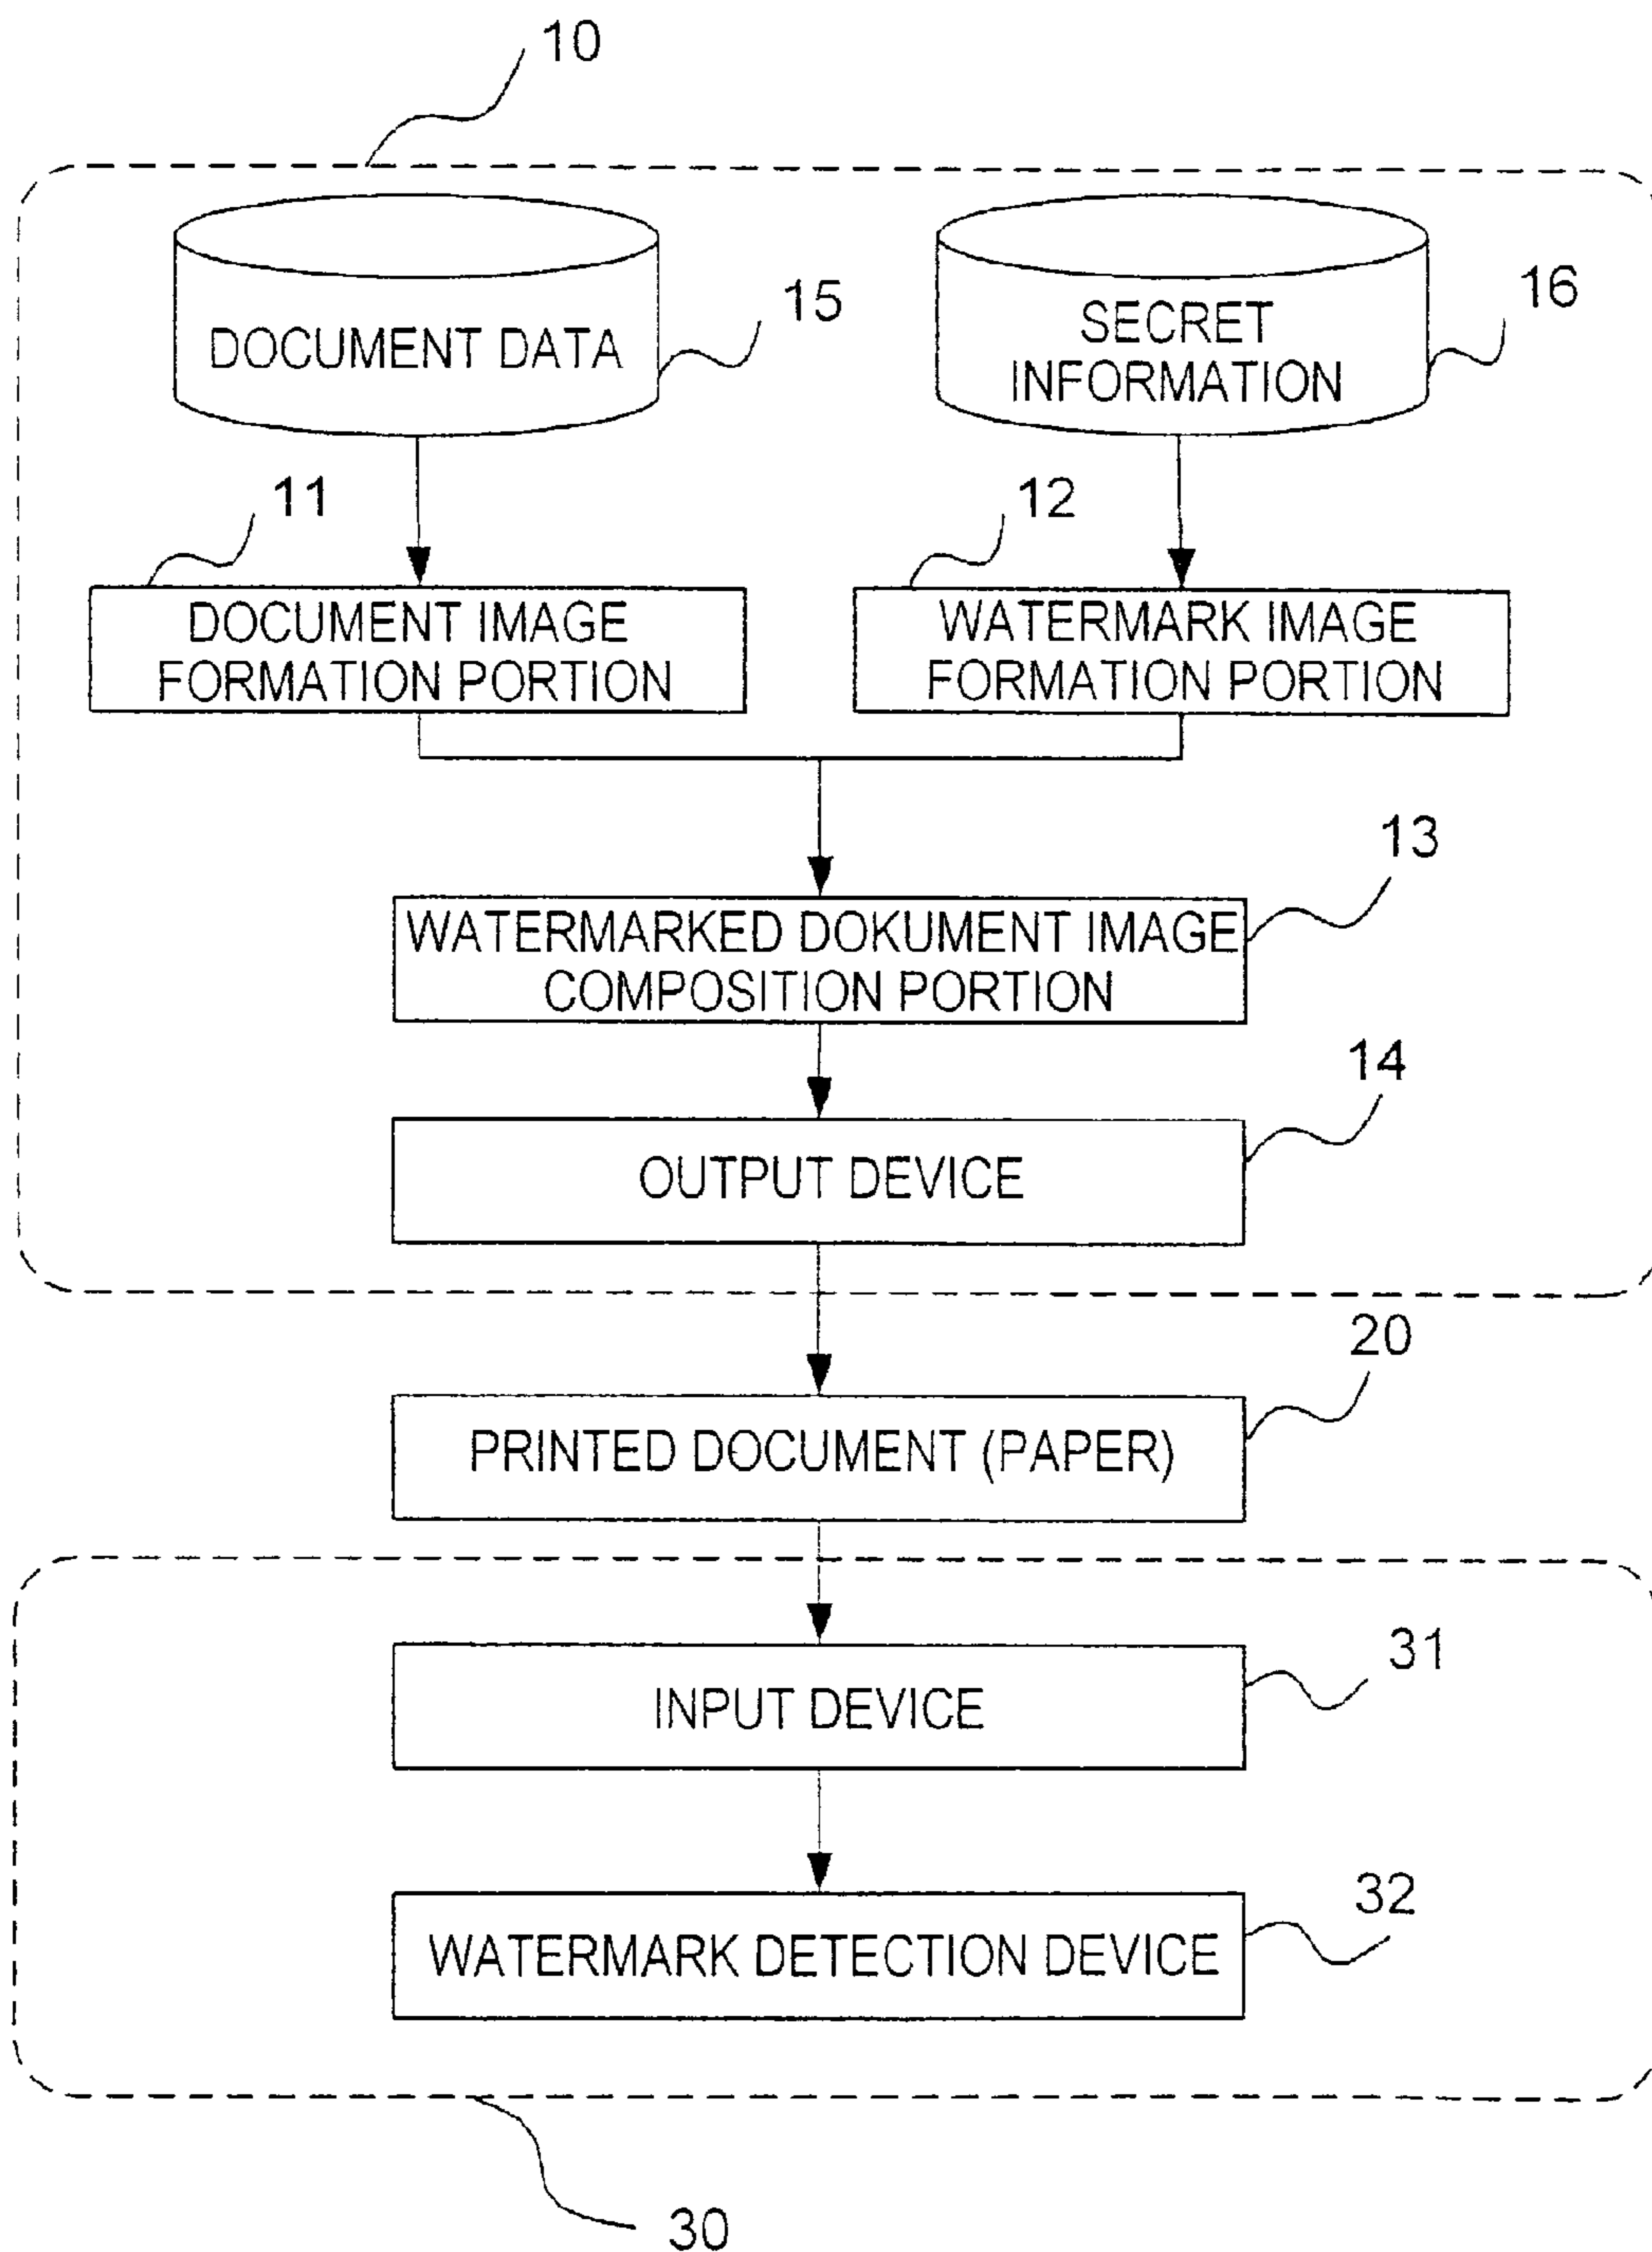 10
DOCUMENT DATA
15
SECRET
INFORMATION
16
11
DOCUMENT IMAGE
FORMATION PORTION
12
WATERMARK IMAGE
FORMATION PORTION
13
WATERMARKED DOKUMENT IMAGE
COMPOSITION PORTION
14
OUTPUT DEVICE
20
PRINTED DOCUMENT (PAPER)
31
INPUT DEVICE
32
WATERMARK DETECTION DEVICE
30